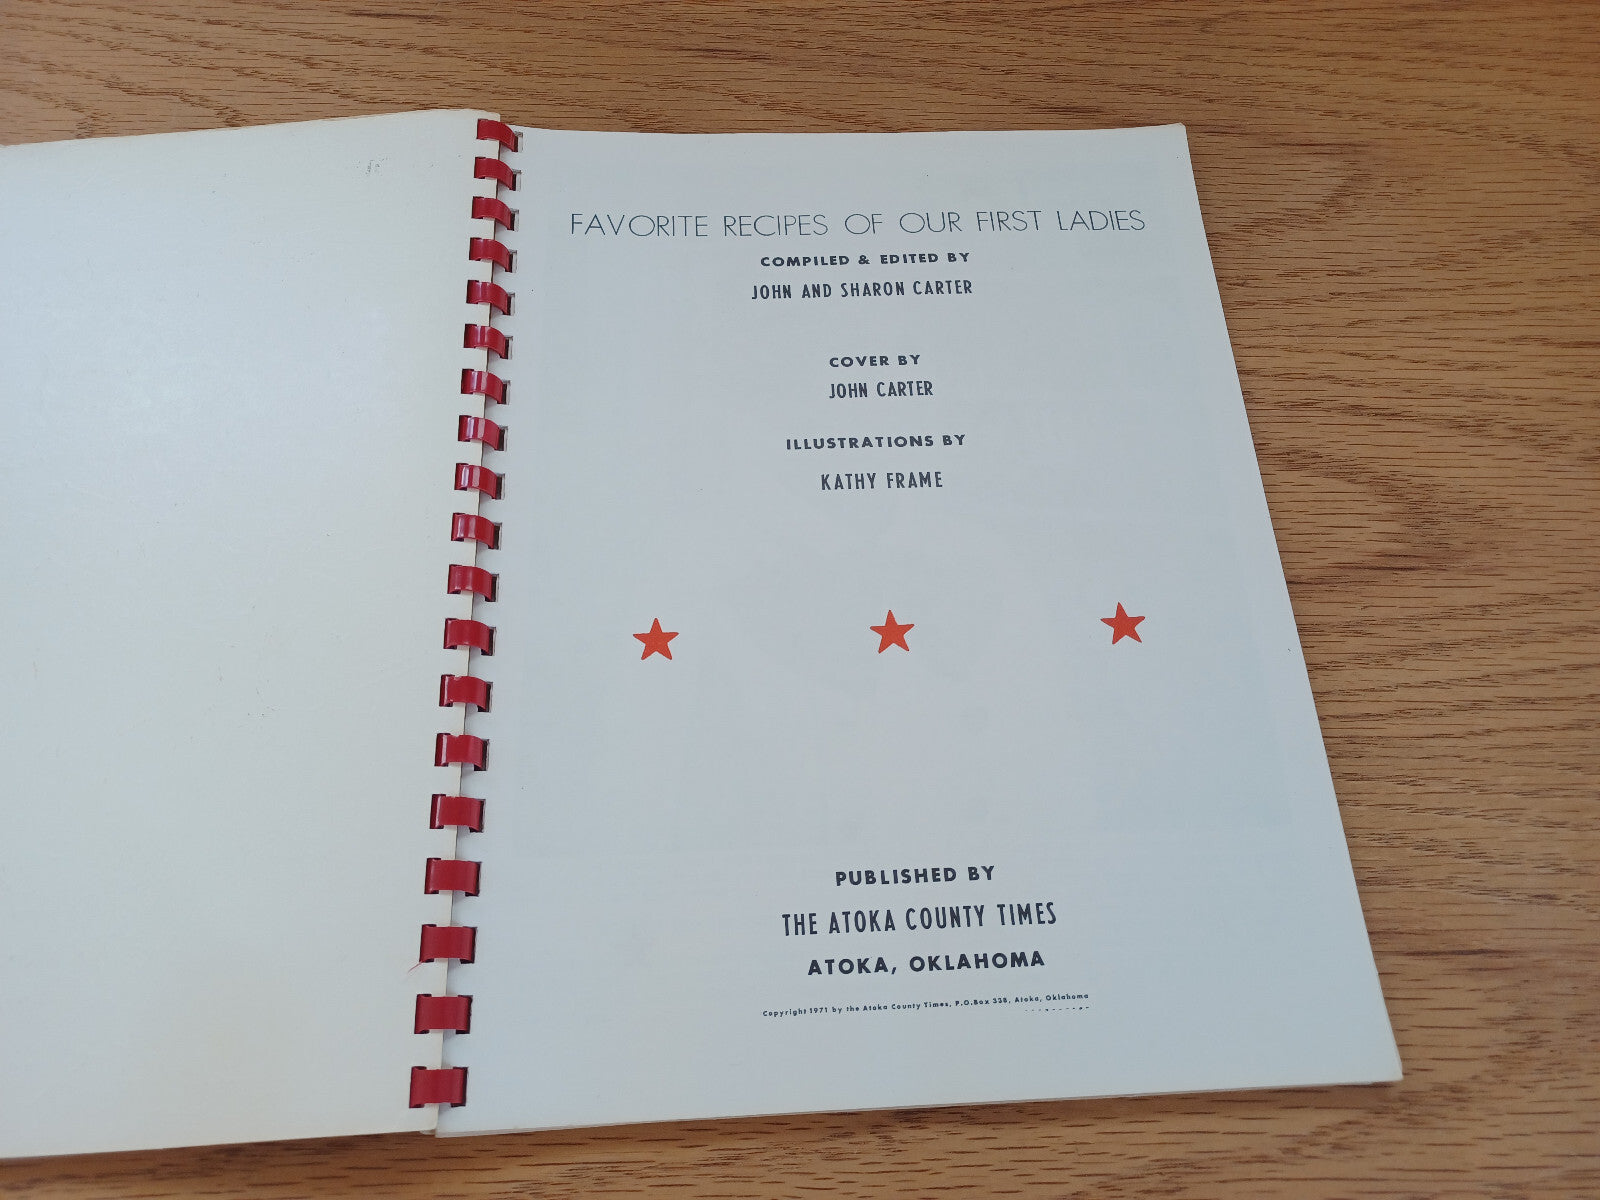 FAVORITE RECIPES OF OUR FIRST LADIES
COMPILED & EDITED BY
JOHN AND SHARON CARTER
COVER BY
JOHN CARTER
ILLUSTRATIONS BY
KATHY FRAME
PUBLISHED BY
THE ATOKA COUNTY TIMES
ATOKA, OKLAHOMA
Copyright 1971 by the Atoka County Times, P.O.Box 338, Atoka, Oklahoma